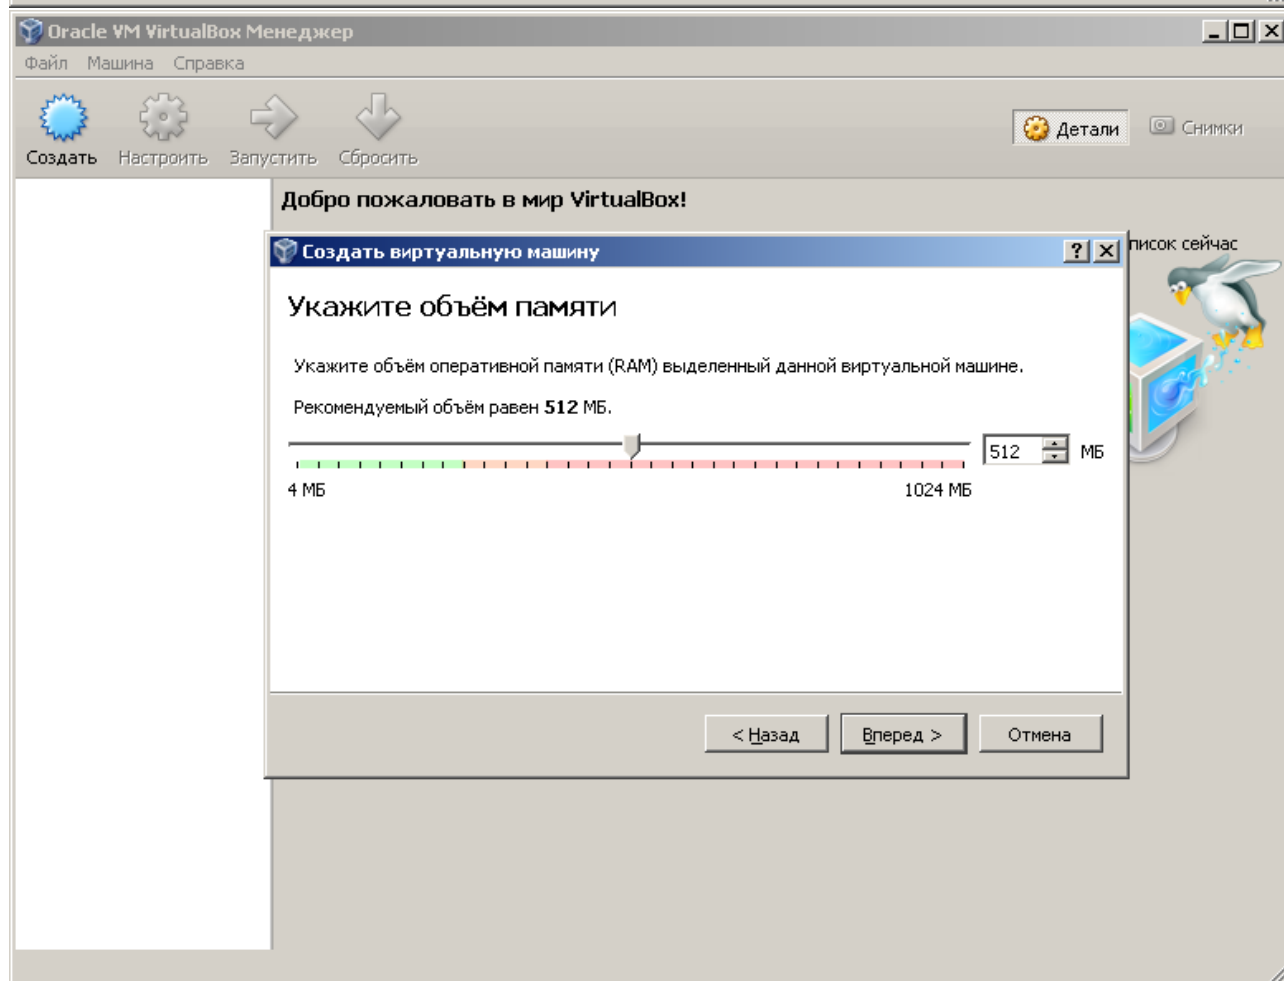 Oracle VM VirtualBox Менеджер
Файл Машина Справка
Создать Настроить Запустить Сбросить
Детали Снимки
Добро пожаловать в мир VirtualBox!
сейчас
Создать виртуальную машину
Укажите объём памяти
Укажите объём оперативной памяти (RAM) выделенный данной виртуальной машине.
Рекомендуемый объём равен 512 МБ.
512 МБ
4 МБ 1024 МБ
< Назад Вперед > Отмена